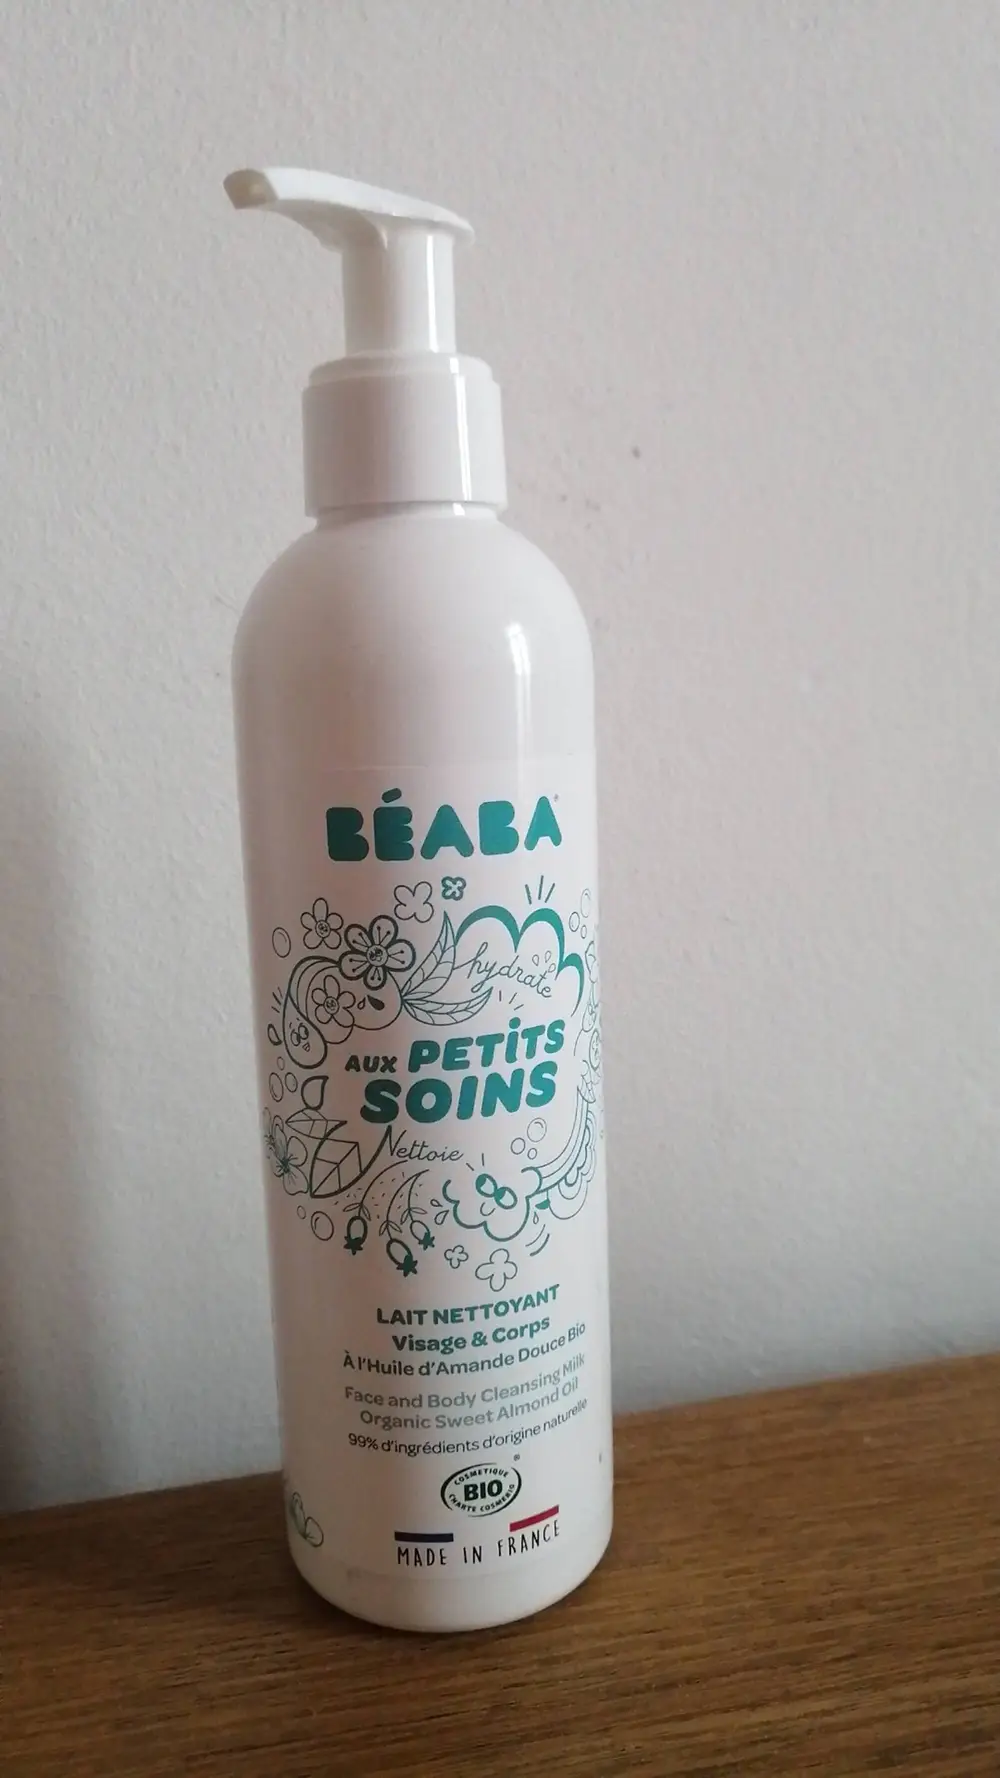 BÉABA
hydrate
AUX PETITS
SOINS
Nettoie
LAIT NETTOYANT
Visage & Corps
À l'Huile d'Amande Douce Bio
Face and Body Cleansing Milk
Organic Sweet Almond Oil
99% d'ingrédients d'origine naturelle
COSMETIQUE
BIO
CHARTE COSMEBIO
MADE IN FRANCE